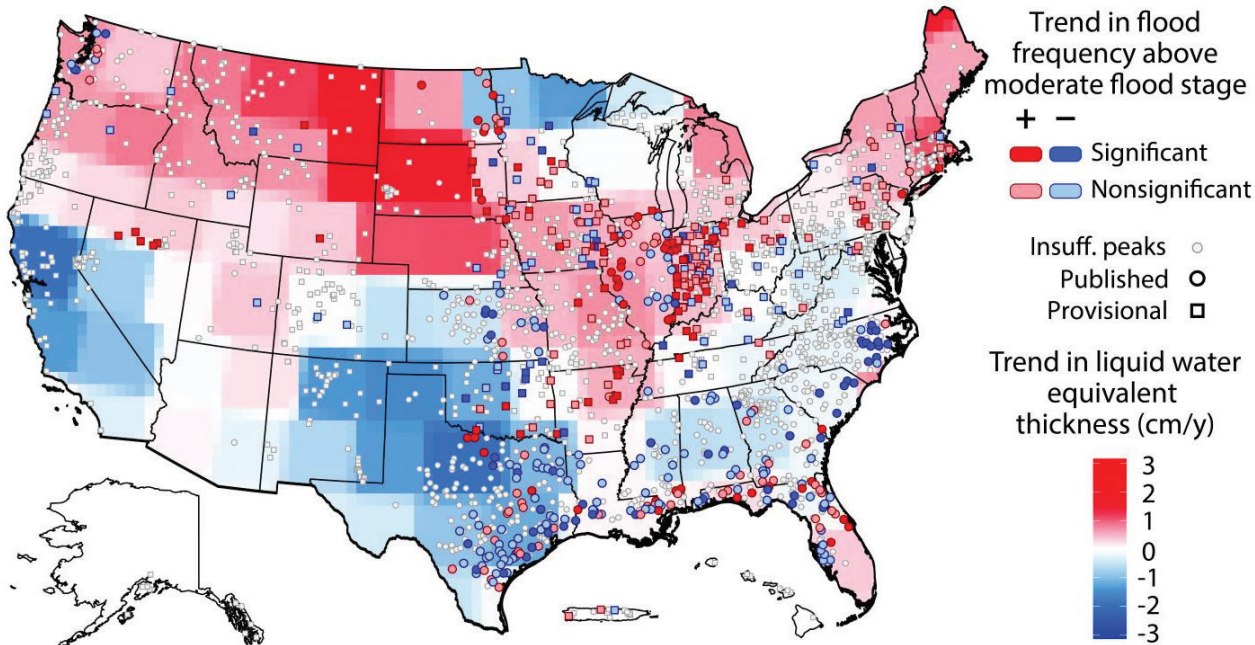 Trend in flood
frequency above
moderate flood stage
+ −
Significant
Nonsignificant
Insuff. peaks
Published
Provisional
Trend in liquid water
equivalent
thickness (cm/y)
3
2
1
0
-1
-2
-3